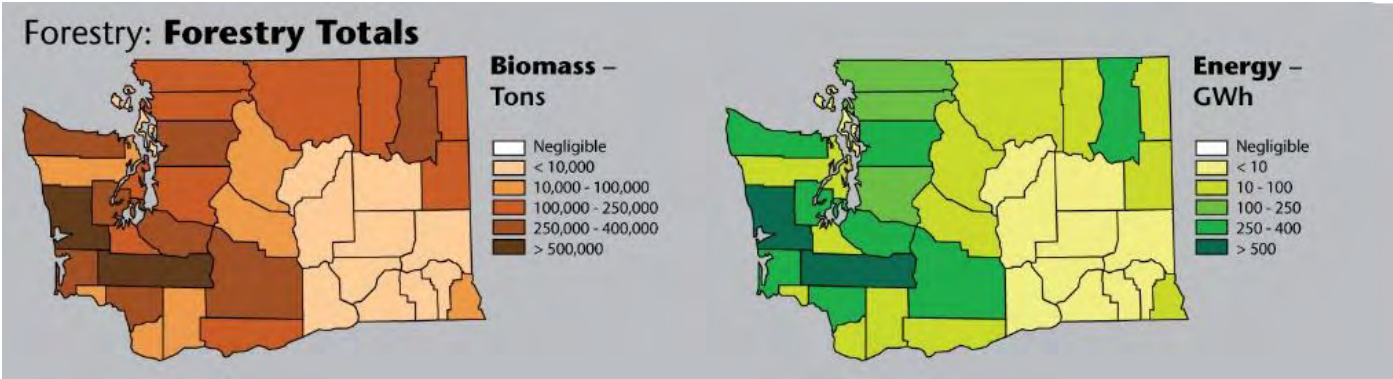 Forestry: Forestry Totals
Biomass –
Tons
Negligible
< 10,000
10,000 - 100,000
100,000 - 250,000
250,000 - 400,000
> 500,000
Energy –
GWh
Negligible
< 10
10 - 100
100 - 250
250 - 400
> 500